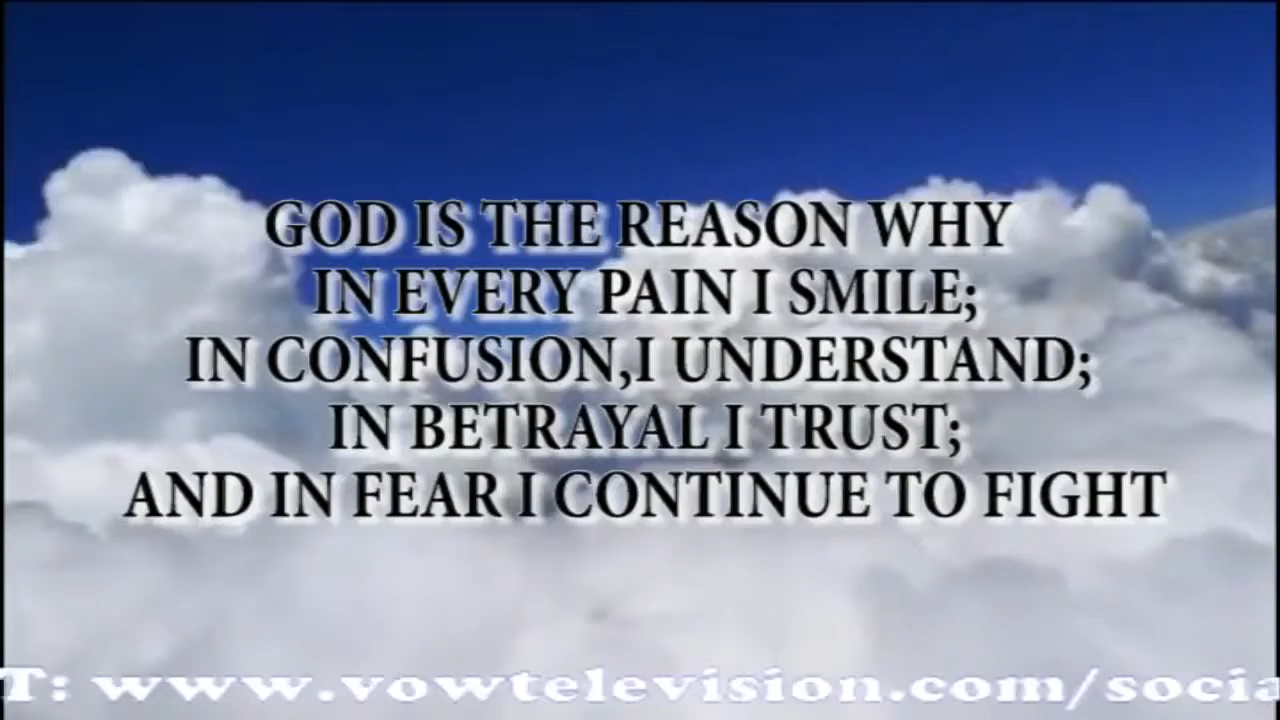 GOD IS THE REASON WHY
IN EVERY PAIN I SMILE;
IN CONFUSION,I UNDERSTAND;
IN BETRAYAL I TRUST;
AND IN FEAR I CONTINUE TO FIGHT
T: www.vowtelevision.com/socia